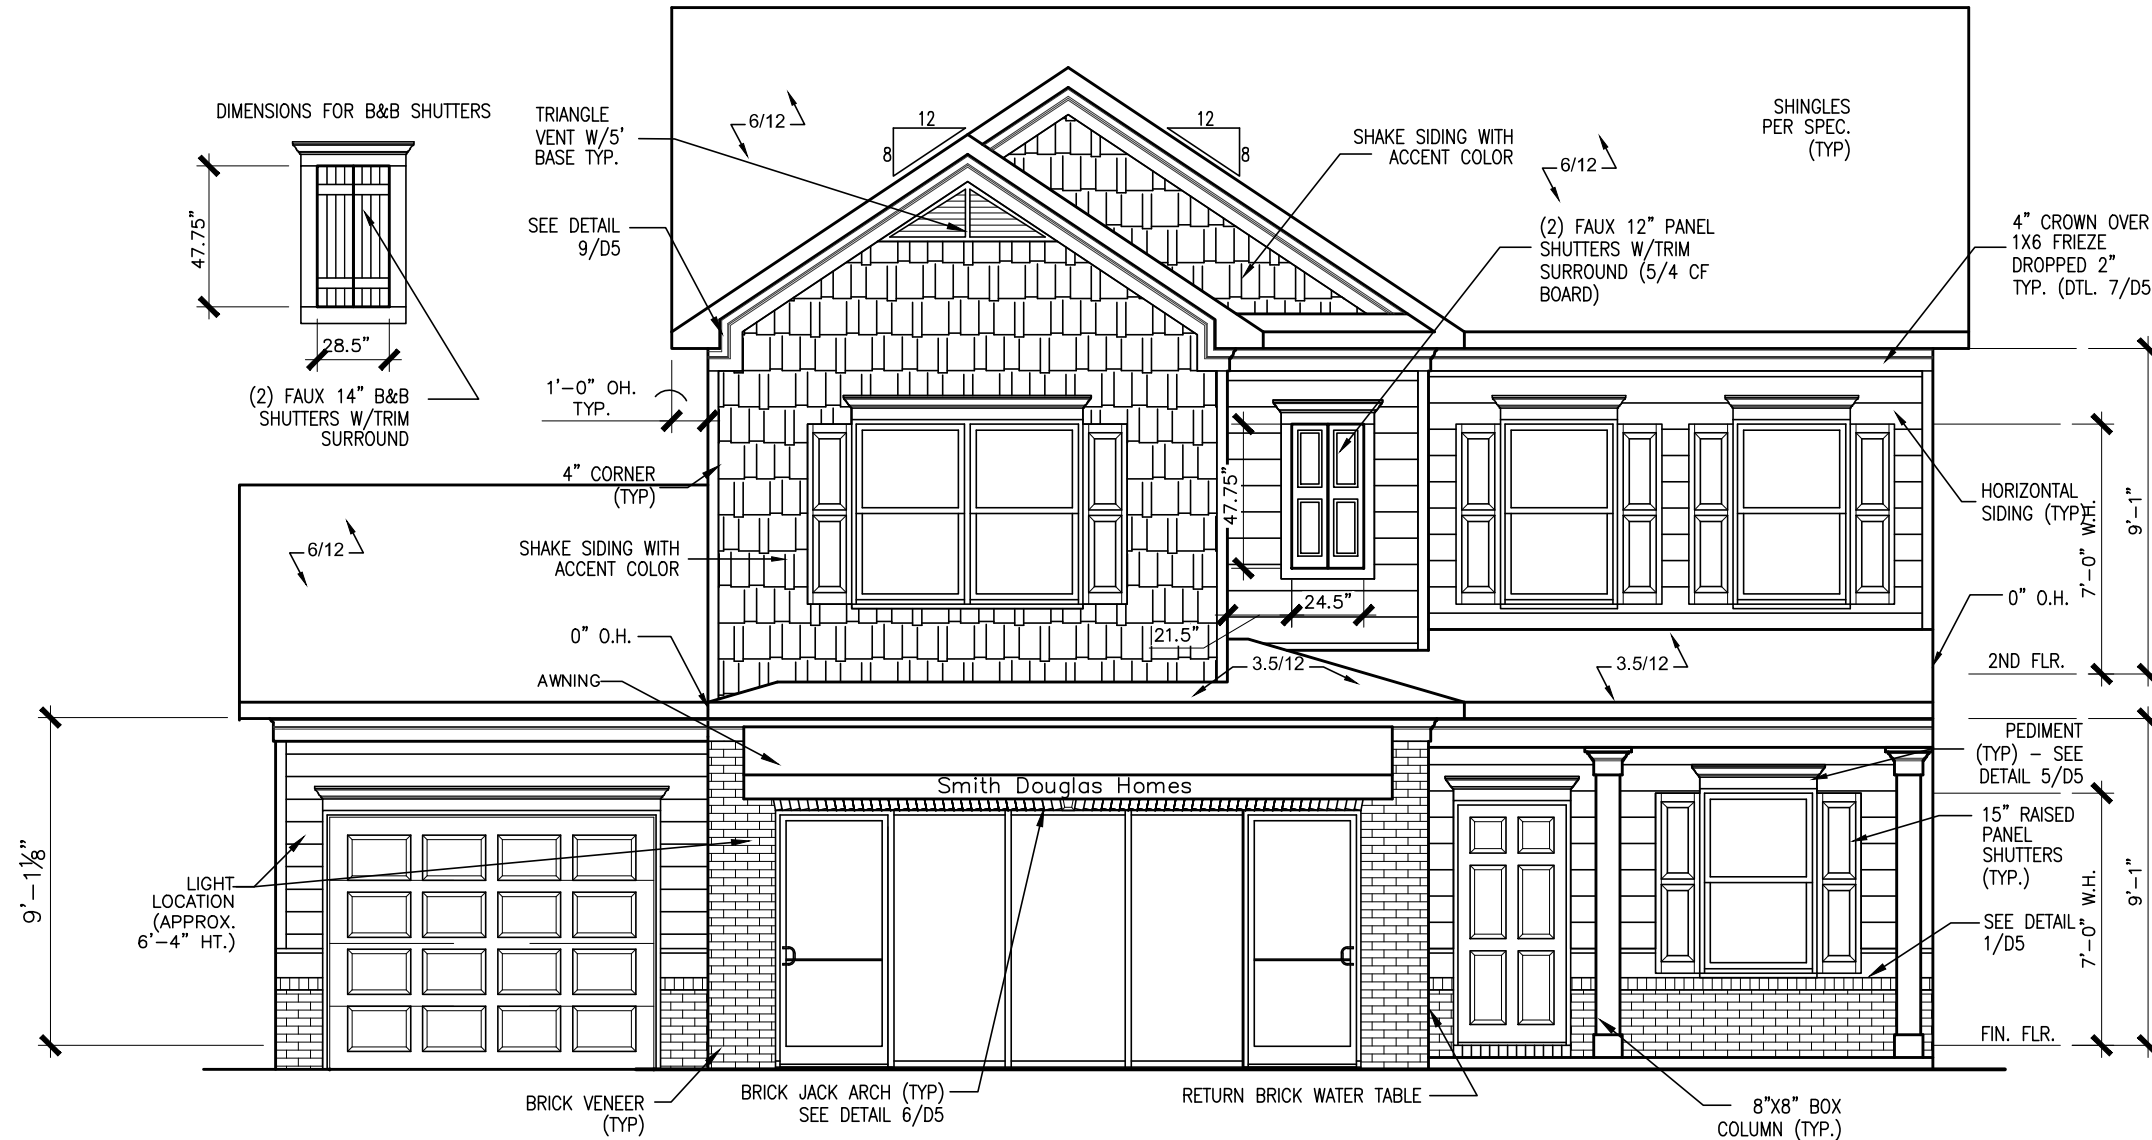 DIMENSIONS FOR B&B SHUTTERS
47.75"
28.5"
(2) FAUX 14" B&B
SHUTTERS W/TRIM
SURROUND
TRIANGLE
VENT W/5'
BASE TYP.
SEE DETAIL
9/D5
1'-0" OH.
TYP.
4" CORNER
(TYP)
SHAKE SIDING WITH
ACCENT COLOR
0" O.H.
AWNING
6/12
12
8
12
8
SHAKE SIDING WITH
ACCENT COLOR
6/12
SHINGLES
PER SPEC.
(TYP)
(2) FAUX 12" PANEL
SHUTTERS W/TRIM
SURROUND (5/4 CF
BOARD)
4" CROWN OVER
1X6 FRIEZE
DROPPED 2"
TYP. (DTL. 7/D5
47.75"
24.5"
21.5"
HORIZONTAL
SIDING (TYP)
7'-0" W.H.
9'-1"
0" O.H.
2ND FLR.
6/12
3.5/12
3.5/12
Smith Douglas Homes
PEDIMENT
(TYP) - SEE
DETAIL 5/D5
15" RAISED
PANEL
SHUTTERS
(TYP.)
SEE DETAIL
1/D5
7'-0" W.H.
9'-1"
FIN. FLR.
9'-1⅛"
LIGHT
LOCATION
(APPROX.
6'-4" HT.)
BRICK VENEER
(TYP)
BRICK JACK ARCH (TYP)
SEE DETAIL 6/D5
RETURN BRICK WATER TABLE
8"X8" BOX
COLUMN (TYP.)